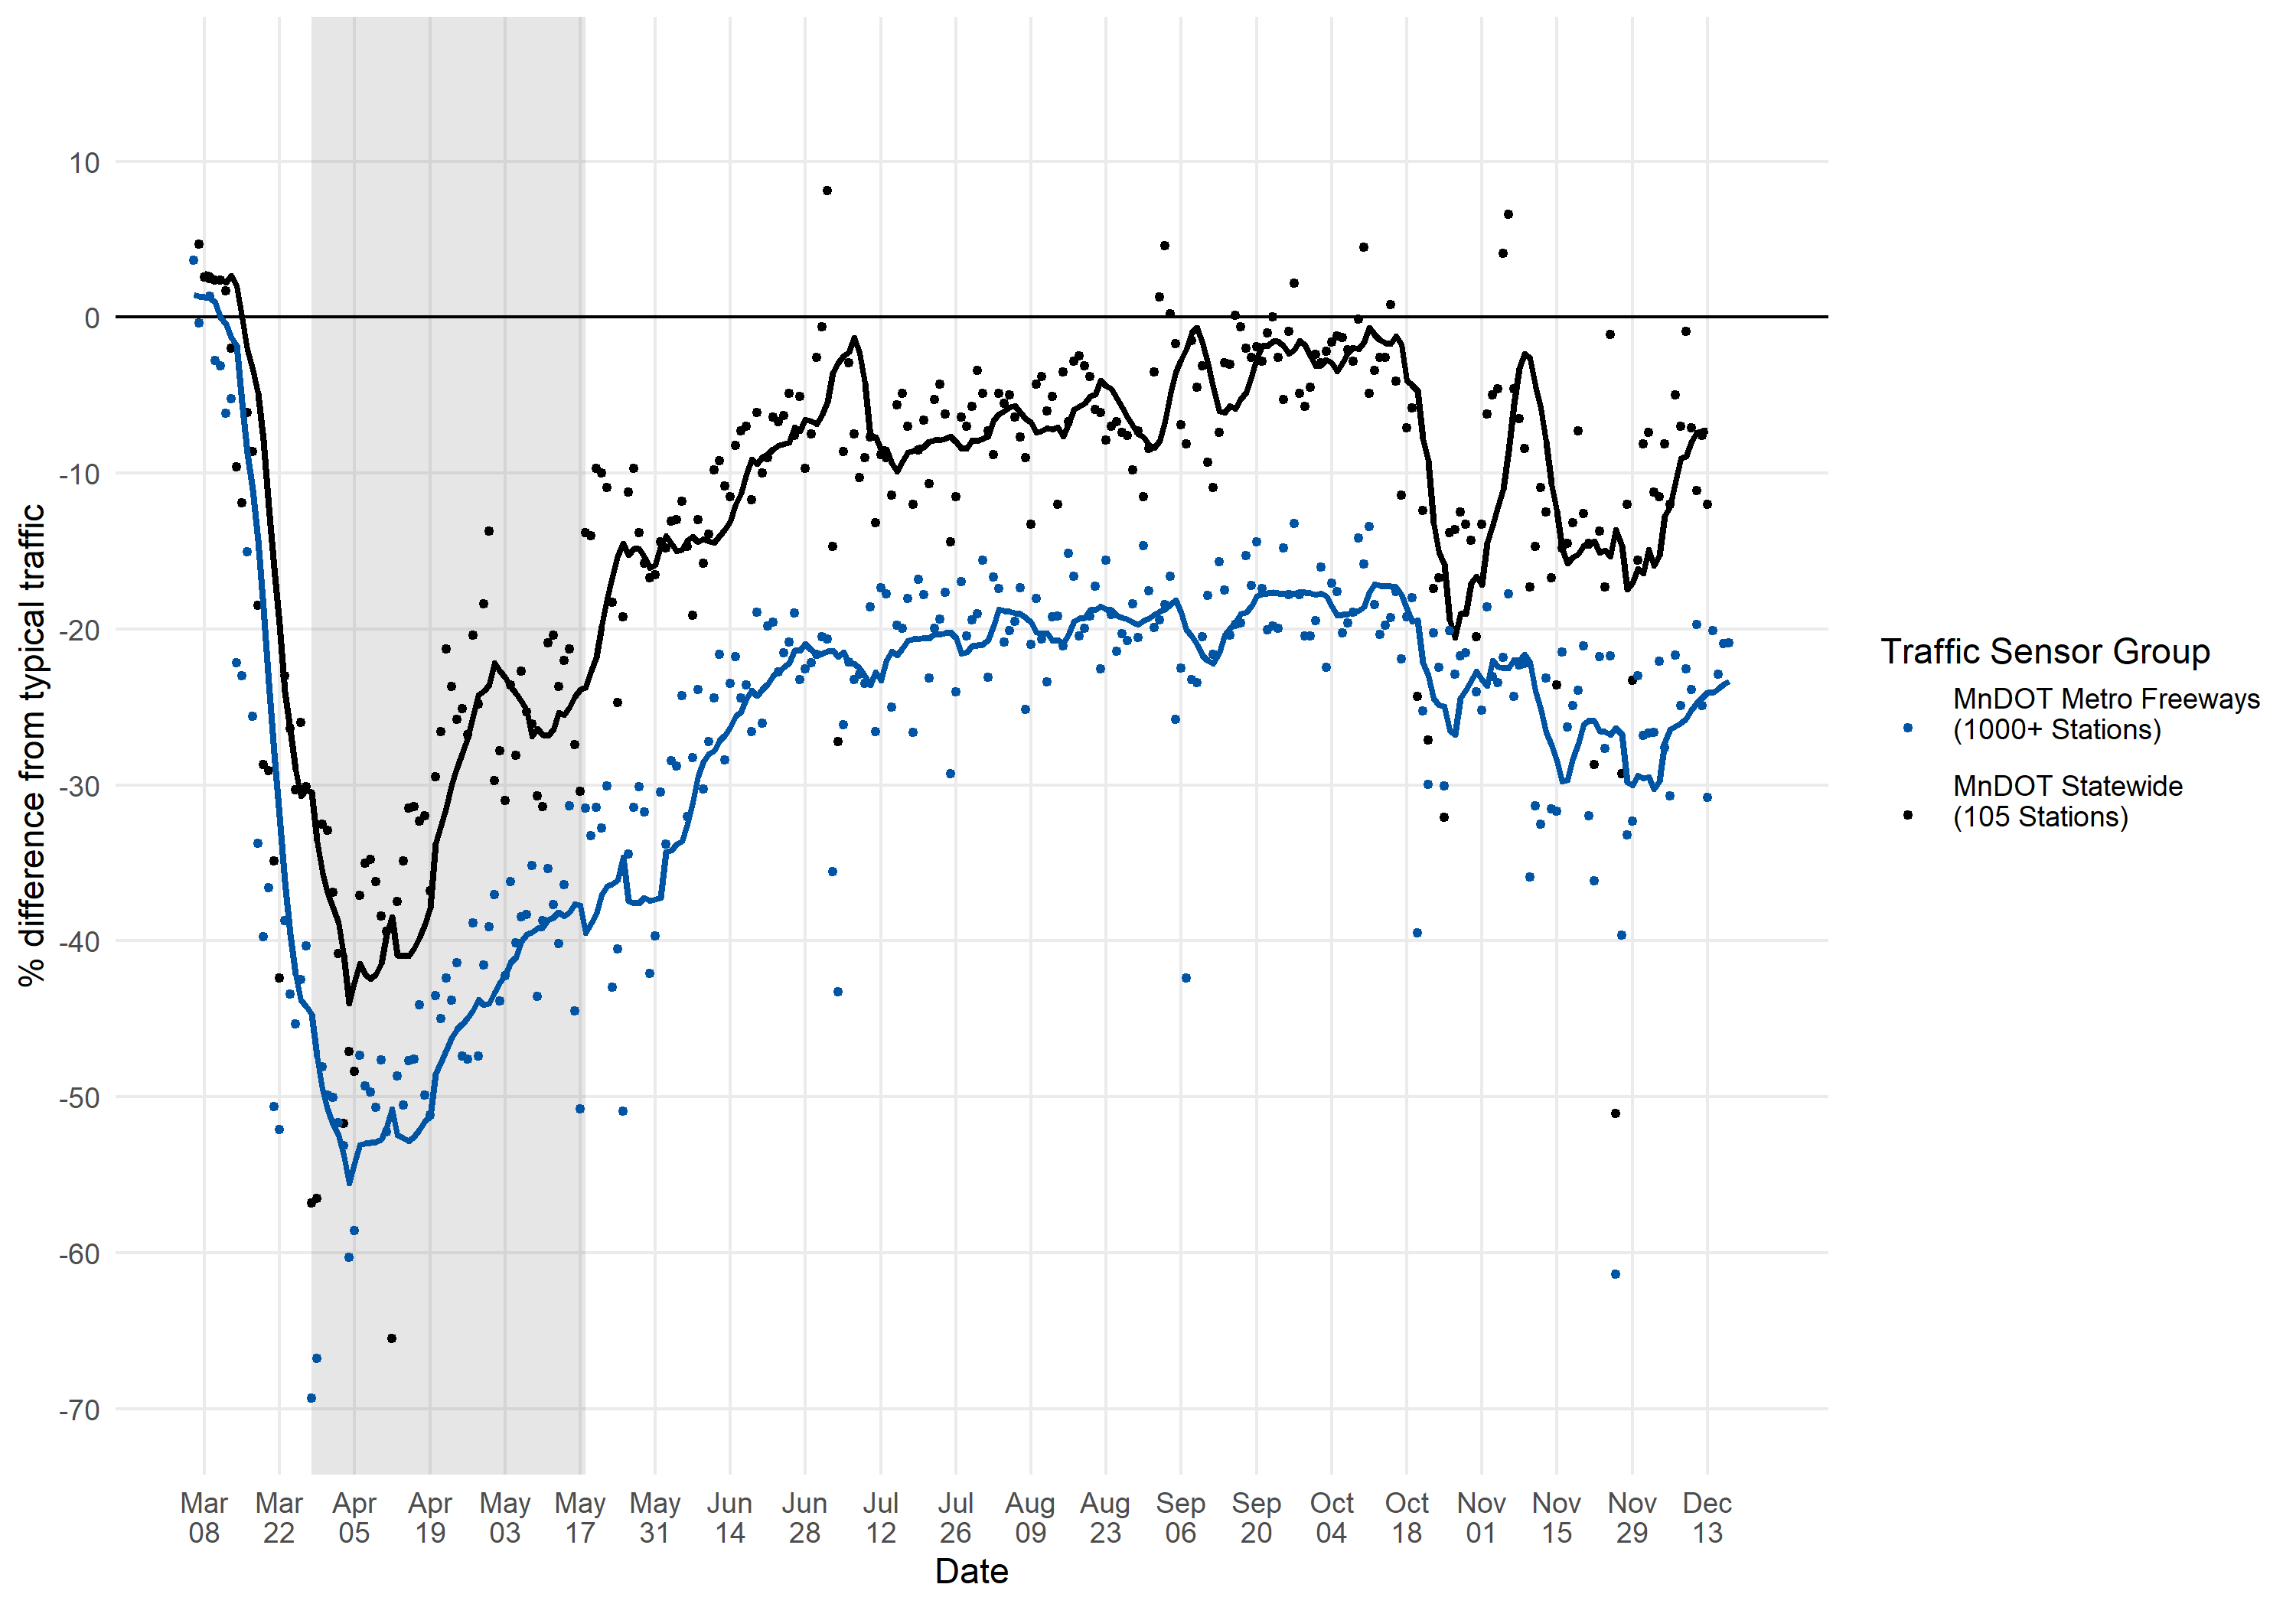 10
0
-10
-20
-30
-40
-50
-60
-70
% difference from typical traffic
Mar Mar Apr Apr May May May Jun Jun Jul Jul Aug Aug Sep Sep Oct Oct Nov Nov Nov Dec
08 22 05 19 03 17 31 14 28 12 26 09 23 06 20 04 18 01 15 29 13
Date
Traffic Sensor Group
MnDOT Metro Freeways
(1000+ Stations)
MnDOT Statewide
(105 Stations)